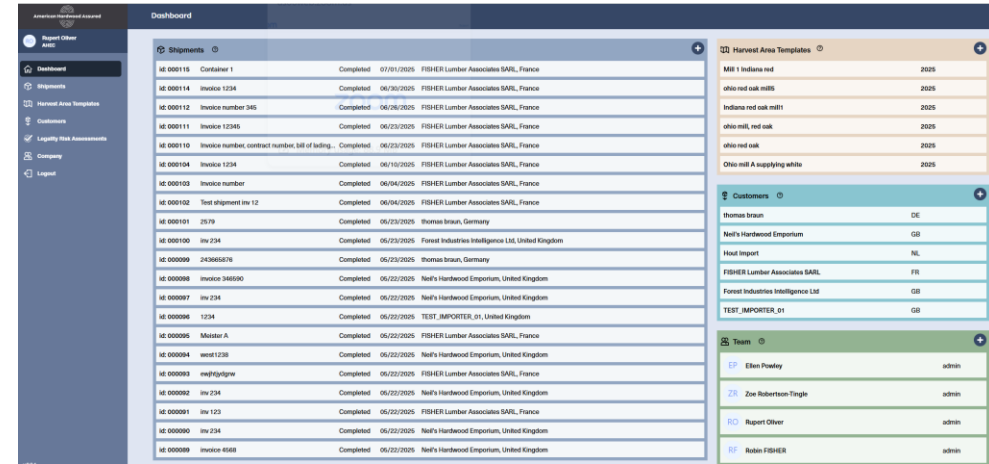 American Hardwood Assured
Dashboard
RO
Rupert Oliver
AHEC
Dashboard
Shipments
Harvest Area Templates
Customers
Legality Risk Assessments
Company
Logout
Shipments
id: 000115 Container 1 Completed 07/01/2025 FISHER Lumber Associates SARL, France
id: 000114 invoice 1234 Completed 06/30/2025 FISHER Lumber Associates SARL, France
zoom
id: 000112 Invoice number 345 Completed 06/26/2025 FISHER Lumber Associates SARL, France
id: 000111 Invoice 12345 Completed 06/23/2025 FISHER Lumber Associates SARL, France
id: 000110 Invoice number, contract number, bill of lading... Completed 06/23/2025 FISHER Lumber Associates SARL, France
id: 000104 Invoice 1234 Completed 06/10/2025 FISHER Lumber Associates SARL, France
id: 000103 Invoice number Completed 06/04/2025 FISHER Lumber Associates SARL, France
id: 000102 Test shipment inv 12 Completed 06/04/2025 FISHER Lumber Associates SARL, France
id: 000101 2579 Completed 05/23/2025 thomas braun, Germany
id: 000100 inv 234 Completed 05/23/2025 Forest Industries Intelligence Ltd, United Kingdom
id: 000099 243665876 Completed 05/23/2025 thomas braun, Germany
id: 000098 invoice 346590 Completed 05/22/2025 Neil's Hardwood Emporium, United Kingdom
id: 000097 inv 234 Completed 05/22/2025 Neil's Hardwood Emporium, United Kingdom
id: 000096 1234 Completed 05/22/2025 TEST_IMPORTER_01, United Kingdom
id: 000095 Meister A Completed 05/22/2025 FISHER Lumber Associates SARL, France
id: 000094 west1238 Completed 05/22/2025 Neil's Hardwood Emporium, United Kingdom
id: 000093 ewjhtjydgrw Completed 05/22/2025 FISHER Lumber Associates SARL, France
id: 000092 inv 234 Completed 05/22/2025 Neil's Hardwood Emporium, United Kingdom
id: 000091 inv 123 Completed 05/22/2025 FISHER Lumber Associates SARL, France
id: 000090 inv 234 Completed 05/22/2025 Neil's Hardwood Emporium, United Kingdom
id: 000089 invoice 4568 Completed 05/22/2025 Neil's Hardwood Emporium, United Kingdom
Harvest Area Templates
Mill 1 Indiana red 2025
ohio red oak mill5 2025
Indiana red oak mill1 2025
ohio mill, red oak 2025
ohio red oak 2025
Ohio mill A supplying white 2025
Customers
thomas braun DE
Neil's Hardwood Emporium GB
Hout Import NL
FISHER Lumber Associates SARL FR
Forest Industries Intelligence Ltd GB
TEST_IMPORTER_01 GB
Team
EP Ellen Powley admin
ZR Zoe Robertson-Tingle admin
RO Rupert Oliver admin
RF Robin FISHER admin